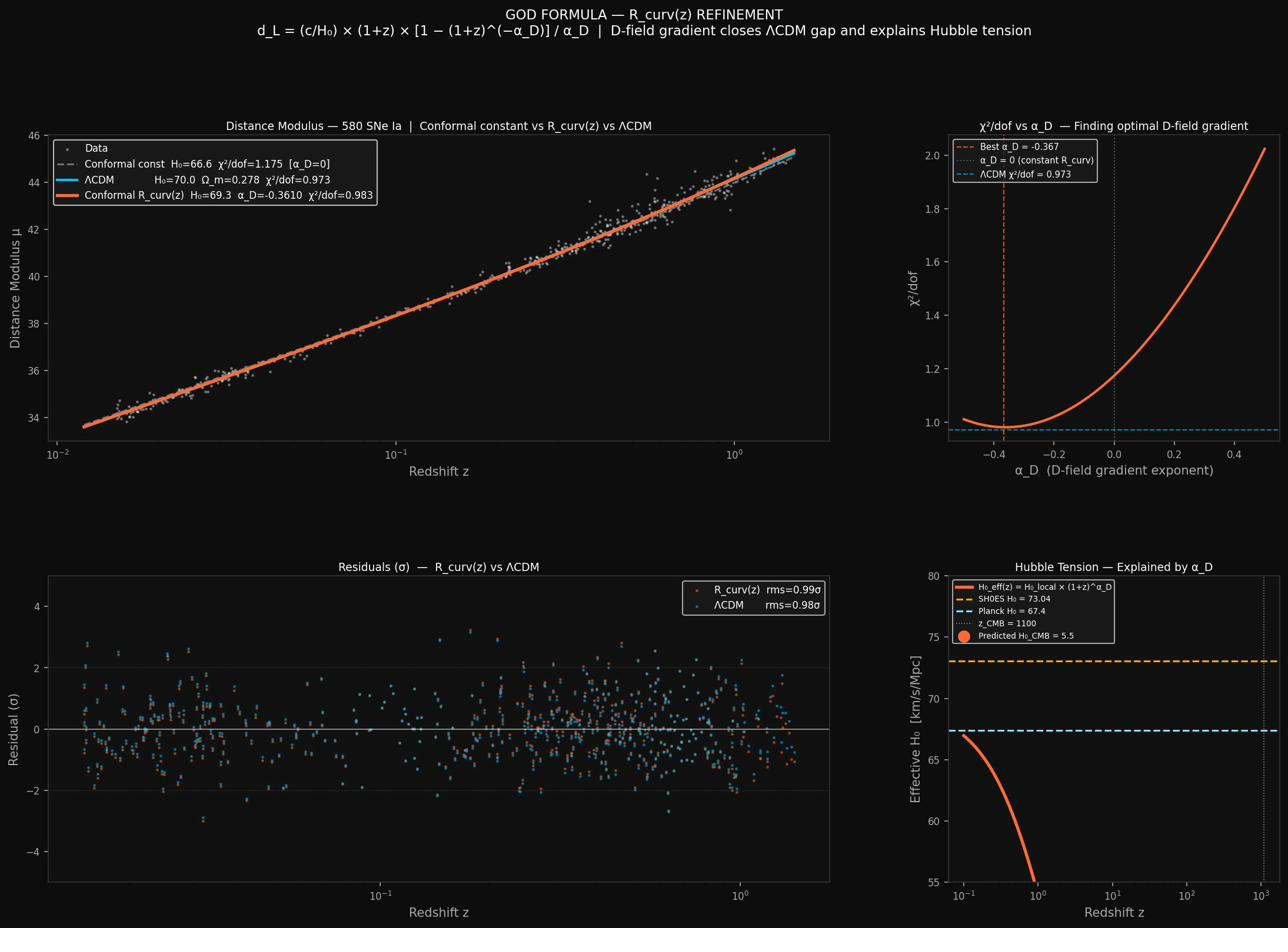 GOD FORMULA — R_curv(z) REFINEMENT
d_L = (c/H₀) × (1+z) × [1 − (1+z)^(−α_D)] / α_D | D-field gradient closes ΛCDM gap and explains Hubble tension
Distance Modulus — 580 SNe Ia | Conformal constant vs R_curv(z) vs ΛCDM
Data
Conformal const H₀=66.6 χ²/dof=1.175 [α_D=0]
ΛCDM H₀=70.0 Ω_m=0.278 χ²/dof=0.973
Conformal R_curv(z) H₀=69.3 α_D=-0.3610 χ²/dof=0.983
46
44
42
40
38
36
34
Distance Modulus μ
10⁻²
10⁻¹
10⁰
Redshift z
χ²/dof vs α_D — Finding optimal D-field gradient
Best α_D = -0.367
α_D = 0 (constant R_curv)
ΛCDM χ²/dof = 0.973
2.0
1.8
1.6
1.4
1.2
1.0
χ²/dof
−0.4
−0.2
0.0
0.2
0.4
α_D (D-field gradient exponent)
Residuals (σ) — R_curv(z) vs ΛCDM
R_curv(z) rms=0.99σ
ΛCDM rms=0.98σ
4
2
0
−2
−4
Residual (σ)
10⁻¹
10⁰
Redshift z
Hubble Tension — Explained by α_D
H₀_eff(z) = H₀_local × (1+z)^α_D
SH0ES H₀ = 73.04
Planck H₀ = 67.4
z_CMB = 1100
Predicted H₀_CMB = 5.5
80
75
70
65
60
55
Effective H₀ [km/s/Mpc]
10⁻¹
10⁰
10¹
10²
10³
Redshift z